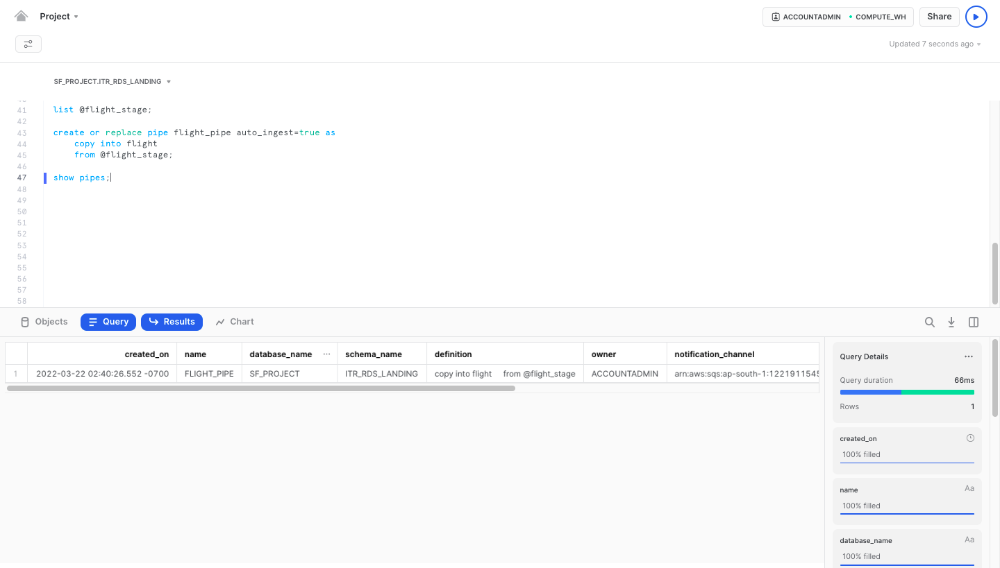 Project
ACCOUNTADMIN COMPUTE_WH
Share
Updated 7 seconds ago
SF_PROJECT.ITR_RDS_LANDING
41 list @flight_stage;
42
43 create or replace pipe flight_pipe auto_ingest=true as
44 copy into flight
45 from @flight_stage;
46
47 show pipes;
48
49
50
51
52
53
54
55
56
57
58
Objects Query Results Chart
created_on name database_name ... schema_name definition owner notification_channel
1 2022-03-22 02:40:26.552 -0700 FLIGHT_PIPE SF_PROJECT ITR_RDS_LANDING copy into flight from @flight_stage ACCOUNTADMIN arn:aws:sqs:ap-south-1:1221911545
Query Details ...
Query duration 66ms
Rows 1
created_on
100% filled
name Aa
100% filled
database_name Aa
100% filled